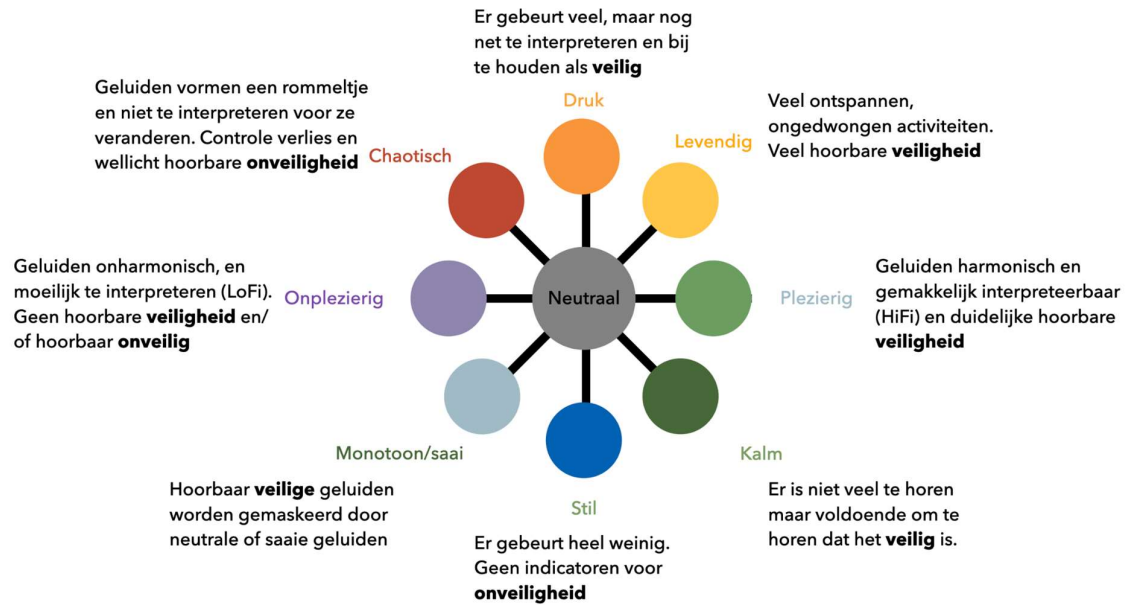 Er gebeurt veel, maar nog
net te interpreteren en bij
te houden als veilig
Druk
Geluiden vormen een rommeltje
en niet te interpreteren voor ze
veranderen. Controle verlies en
wellicht hoorbare onveiligheid
Chaotisch
Levendig
Veel ontspannen,
ongedwongen activiteiten.
Veel hoorbare veiligheid
Geluiden onharmonisch, en
moeilijk te interpreteren (LoFi).
Geen hoorbare veiligheid en/
of hoorbaar onveilig
Onplezierig
Neutraal
Plezierig
Geluiden harmonisch en
gemakkelijk interpreteerbaar
(HiFi) en duidelijke hoorbare
veiligheid
Monotoon/saai
Hoorbaar veilige geluiden
worden gemaskeerd door
neutrale of saaie geluiden
Stil
Er gebeurt heel weinig.
Geen indicatoren voor
onveiligheid
Kalm
Er is niet veel te horen
maar voldoende om te
horen dat het veilig is.